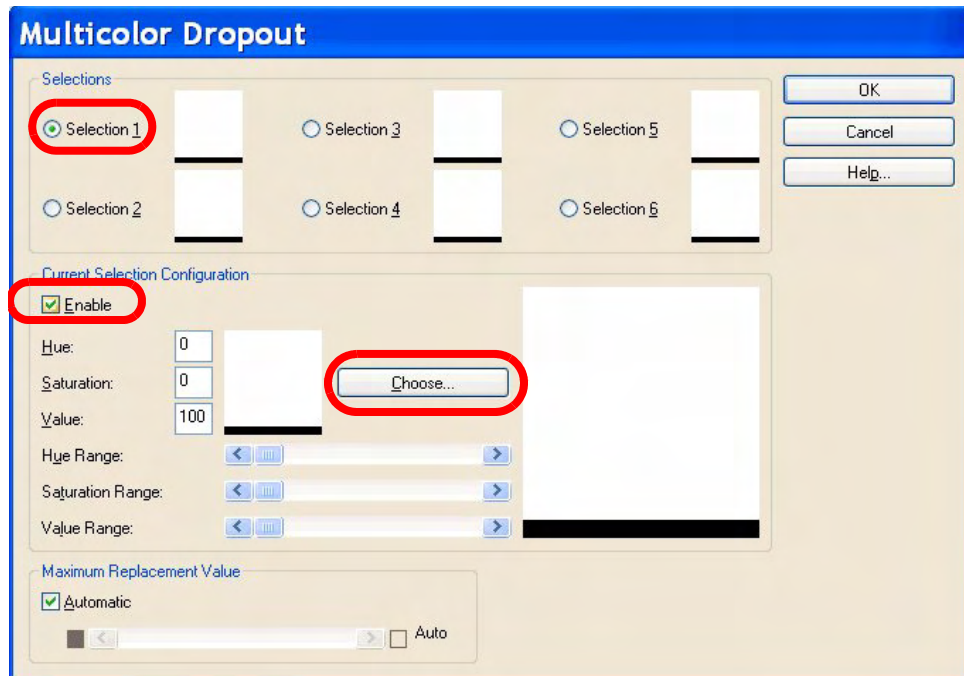 Multicolor Dropout
Selections
Selection 1
Selection 3
Selection 5
Selection 2
Selection 4
Selection 6
OK
Cancel
Help...
Current Selection Configuration
Enable
Hue: 0
Saturation: 0
Value: 100
Choose...
Hue Range:
Saturation Range:
Value Range:
Maximum Replacement Value
Automatic
Auto